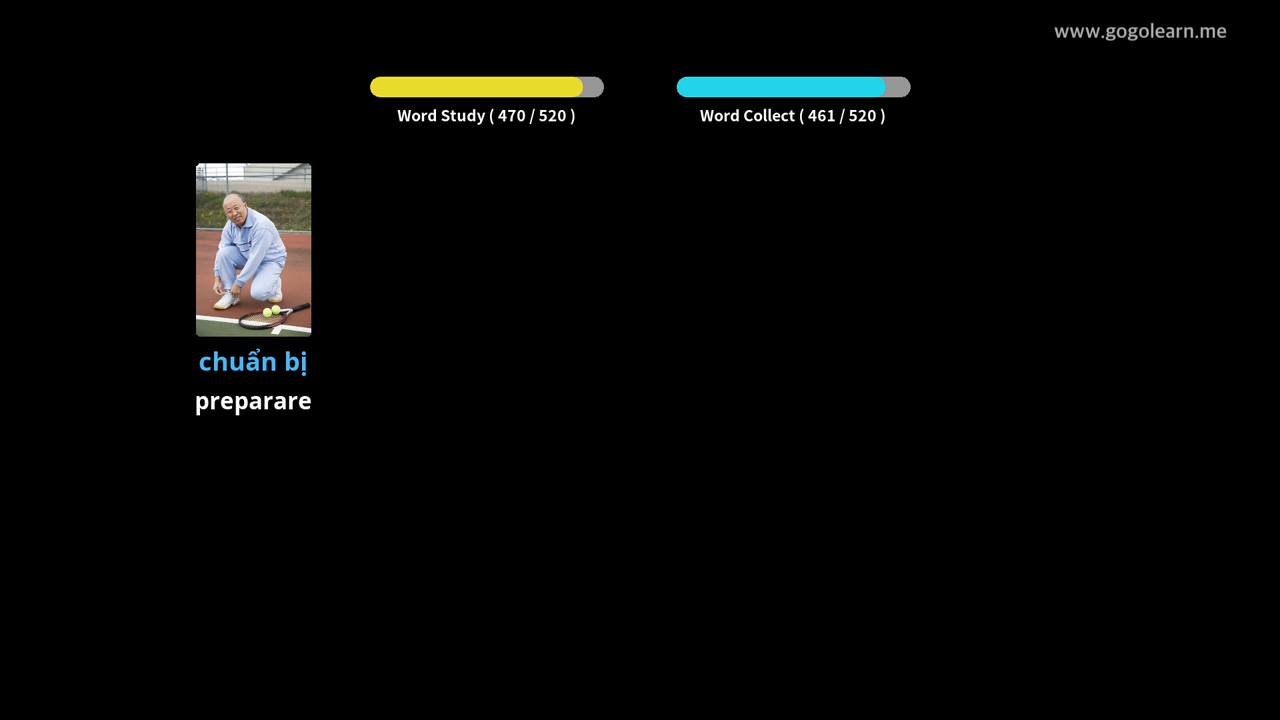 www.gogolearn.me
Word Study ( 470 / 520 )
Word Collect ( 461 / 520 )
chuẩn bị
preparare